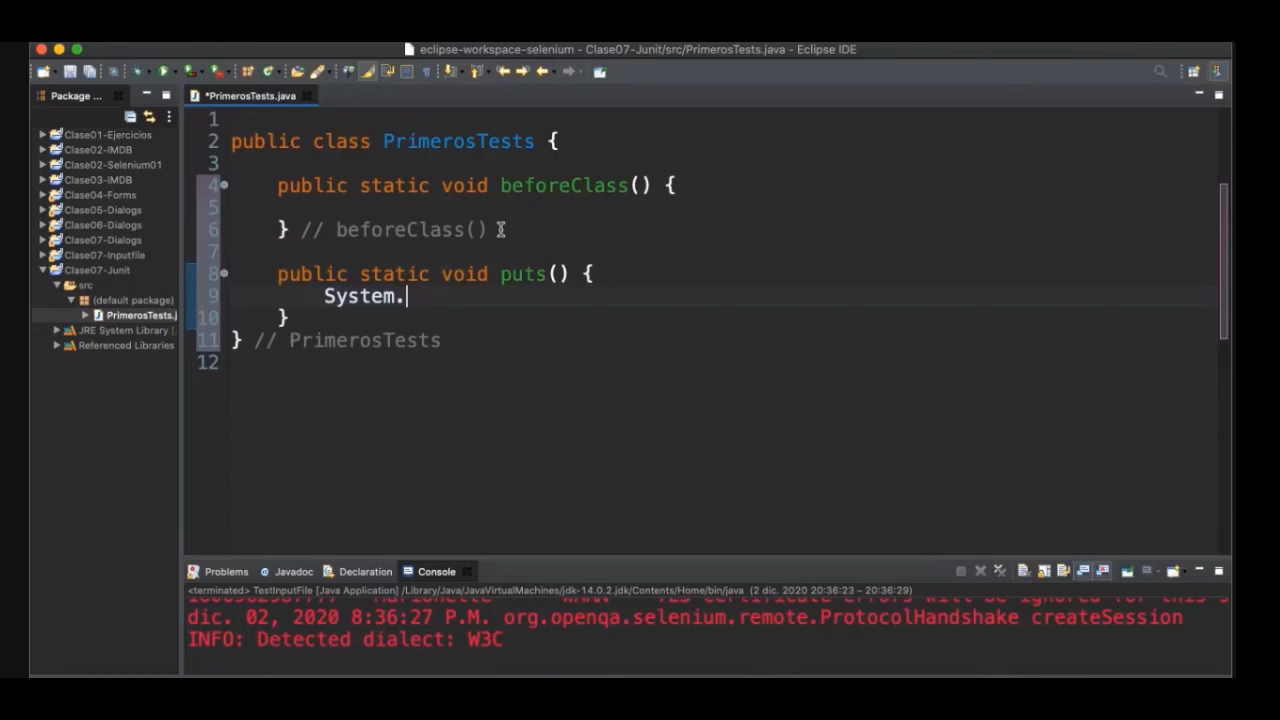 eclipse-workspace-selenium - Clase07-Junit/src/PrimerosTests.java - Eclipse IDE
Package ...
*PrimerosTests.java
Clase01-Ejercicios
Clase02-IMDB
Clase02-Selenium01
Clase03-IMDB
Clase04-Forms
Clase05-Dialogs
Clase06-Dialogs
Clase07-Dialogs
Clase07-Inputfile
Clase07-Junit
src
(default package)
PrimerosTests.j
JRE System Library [
Referenced Libraries
1
2 public class PrimerosTests {
3
4 public static void beforeClass() {
5
6 } // beforeClass()
7
8 public static void puts() {
9 System.
10 }
11 } // PrimerosTests
12
Problems Javadoc Declaration Console
<terminated> TestInputFile [Java Application] /Library/Java/JavaVirtualMachines/jdk-14.0.2.jdk/Contents/Home/bin/java (2 dic. 2020 20:36:23 – 20:36:29)
dic. 02, 2020 8:36:27 P.M. org.openqa.selenium.remote.ProtocolHandshake createSession
INFO: Detected dialect: W3C